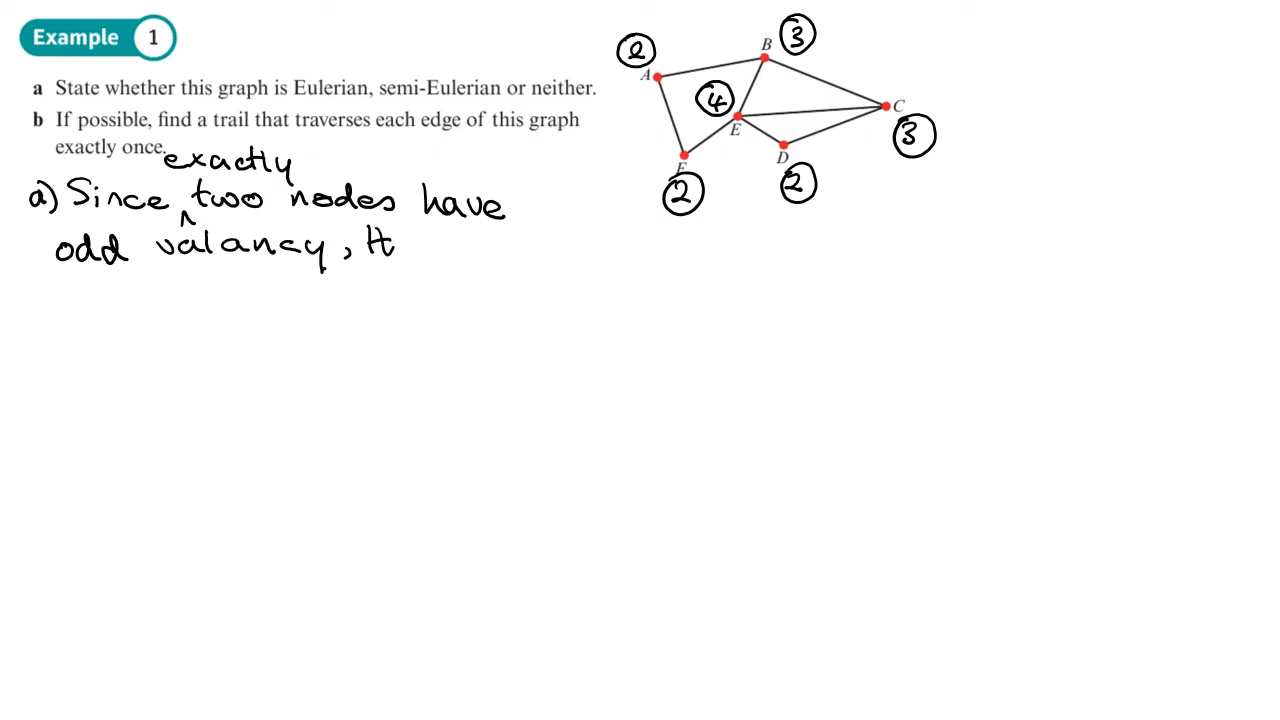 Example 1
a State whether this graph is Eulerian, semi-Eulerian or neither.
b If possible, find a trail that traverses each edge of this graph
exactly once.
exactly
a) Since ^ two nodes have
odd valancy, It
2
A
B
3
4
E
C
3
D
2
F
2